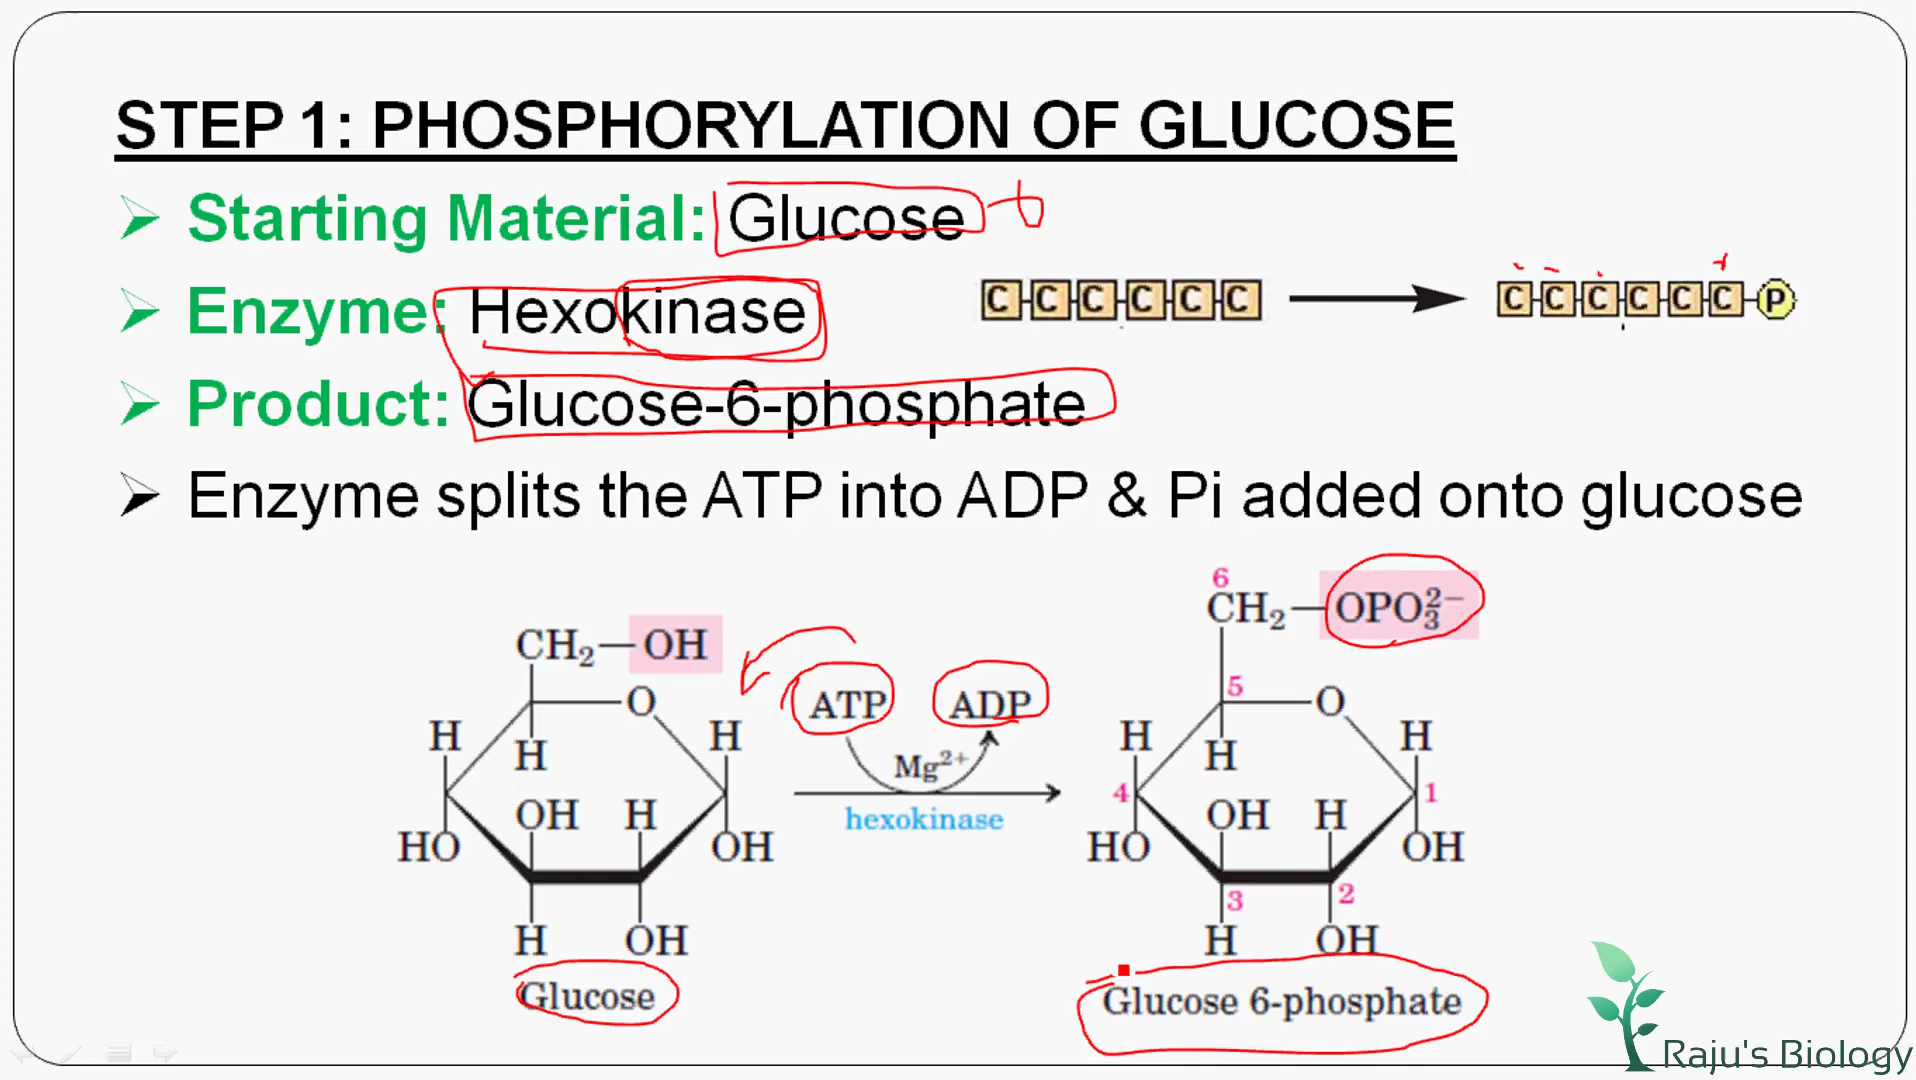 STEP 1: PHOSPHORYLATION OF GLUCOSE
Starting Material: Glucose
Enzyme: Hexokinase
C C C C C C
C C C C C C P
Product: Glucose-6-phosphate
Enzyme splits the ATP into ADP & Pi added onto glucose
CH₂—OH
O
H
H
H
OH
H
HO
OH
H
OH
Glucose
ATP
ADP
Mg²⁺
hexokinase
6
CH₂—OPO₃²⁻
5
O
H
H
H
4
1
OH
H
HO
OH
3
2
H
OH
Glucose 6-phosphate
Raju's Biology